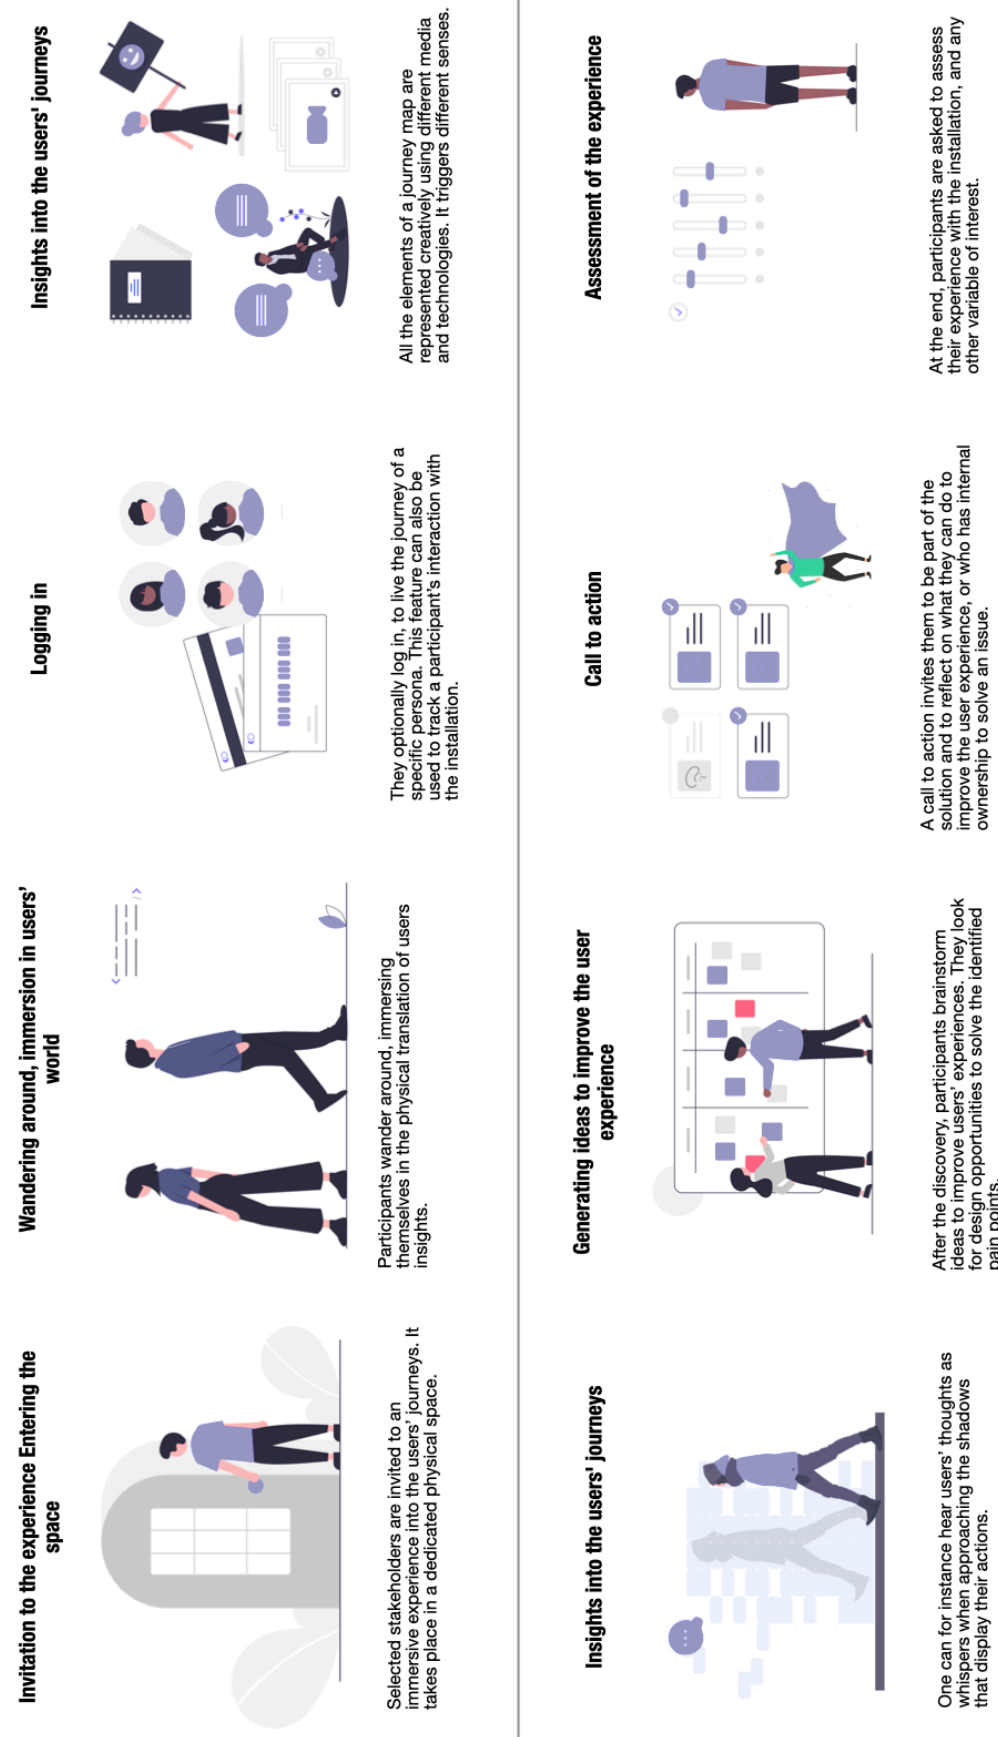 Invitation to the experience Entering the
space
Selected stakeholders are invited to an
immersive experience into the users' journeys. It
takes place in a dedicated physical space.
Wandering around, immersion in users’
world
Participants wander around, immersing
themselves in the physical translation of users
insights.
Logging in
They optionally log in, to live the journey of a
specific persona. This feature can also be
used to track a participant’s interaction with
the installation.
Insights into the users' journeys
All the elements of a journey map are
represented creatively using different media
and technologies. It triggers different senses.
Insights into the users' journeys
One can for instance hear users’ thoughts as
whispers when approaching the shadows
that display their actions.
Generating ideas to improve the user
experience
After the discovery, participants brainstorm
ideas to improve users’ experiences. They look
for design opportunities to solve the identified
pain points.
Call to action
A call to action invites them to be part of the
solution and to reflect on what they can do to
improve the user experience, or who has internal
ownership to solve an issue.
Assessment of the experience
At the end, participants are asked to assess
their experience with the installation, and any
other variable of interest.